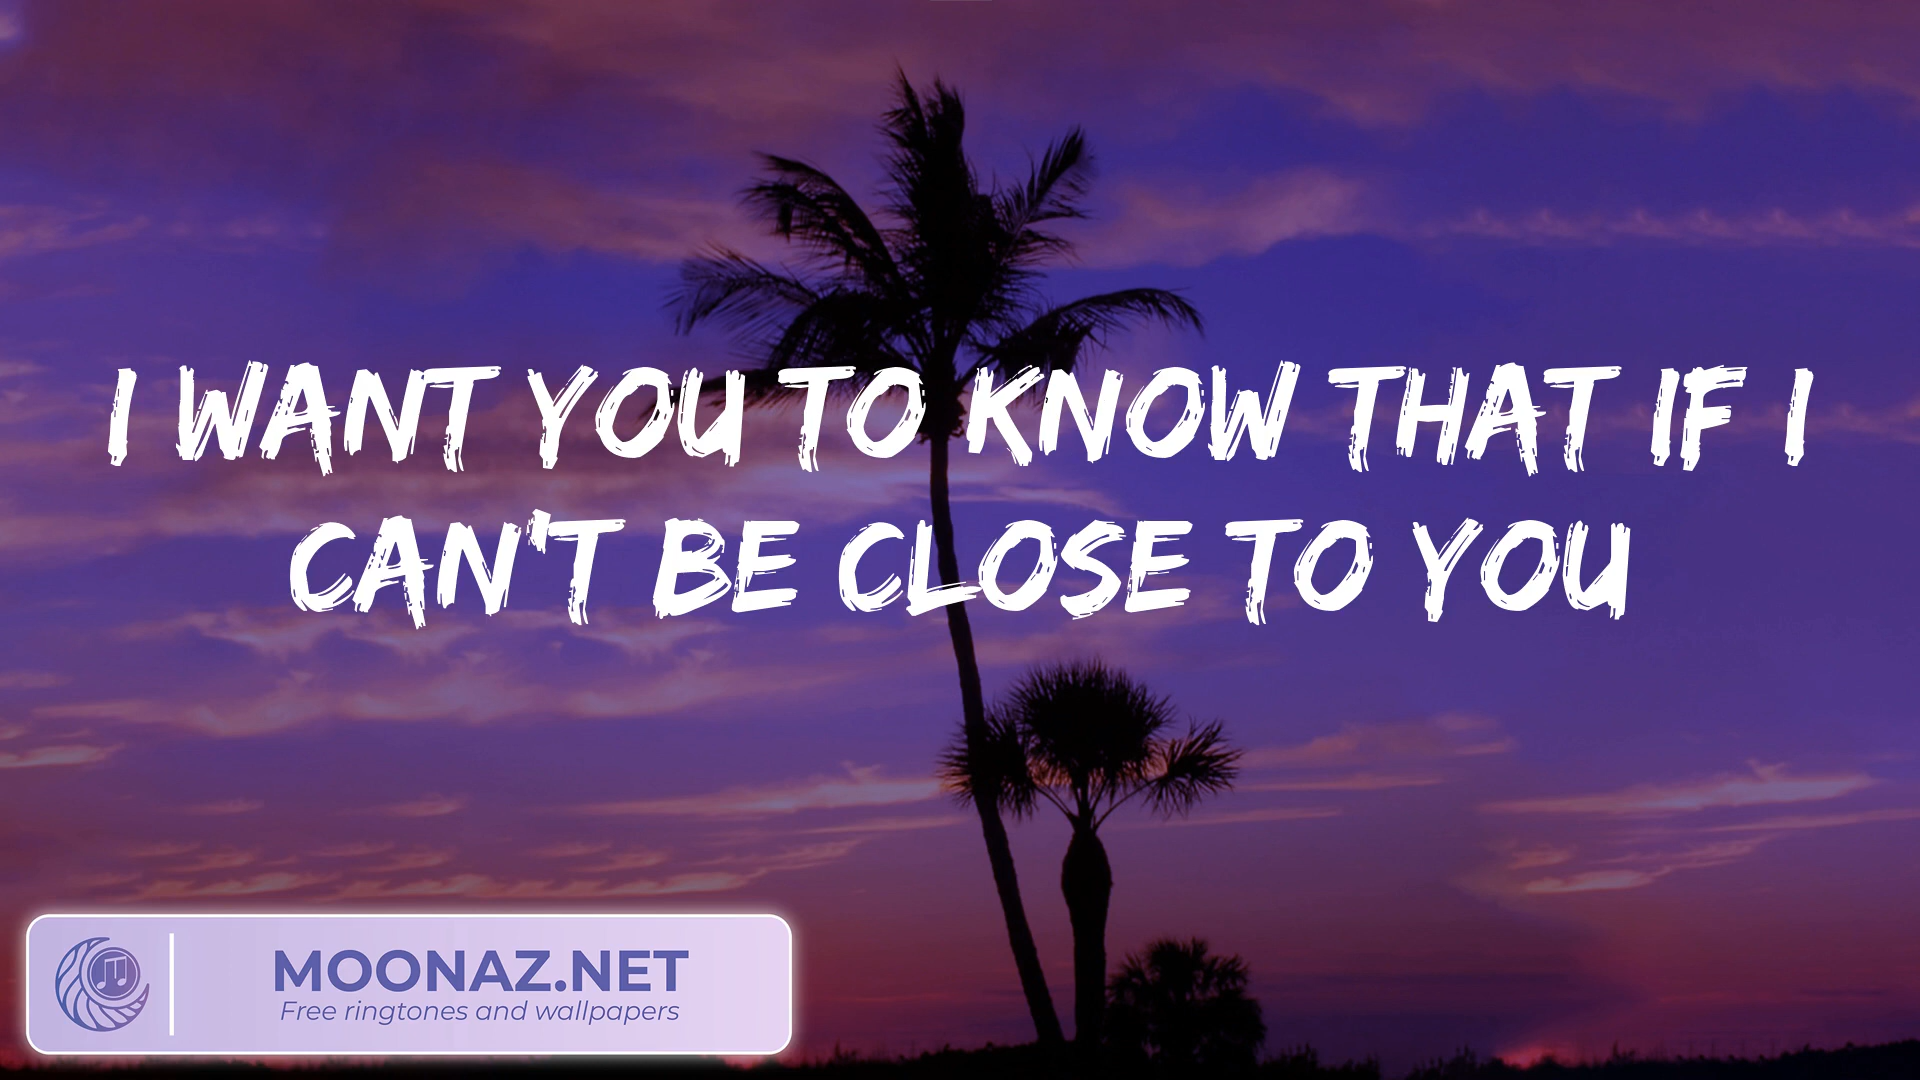 I WANT YOU TO KNOW THAT IF I
CAN'T BE CLOSE TO YOU
MOONAZ.NET
Free ringtones and wallpapers